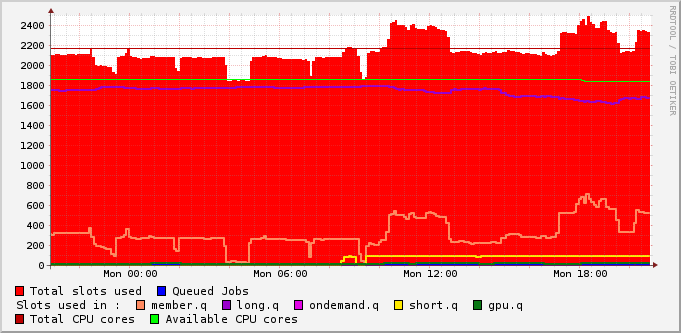 2400
2200
2000
1800
1600
1400
1200
1000
800
600
400
200
0
Mon 00:00 Mon 06:00 Mon 12:00 Mon 18:00
Total slots used Queued Jobs
Slots used in : member.q long.q ondemand.q short.q gpu.q
Total CPU cores Available CPU cores
RRDTOOL / TOBI OETIKER